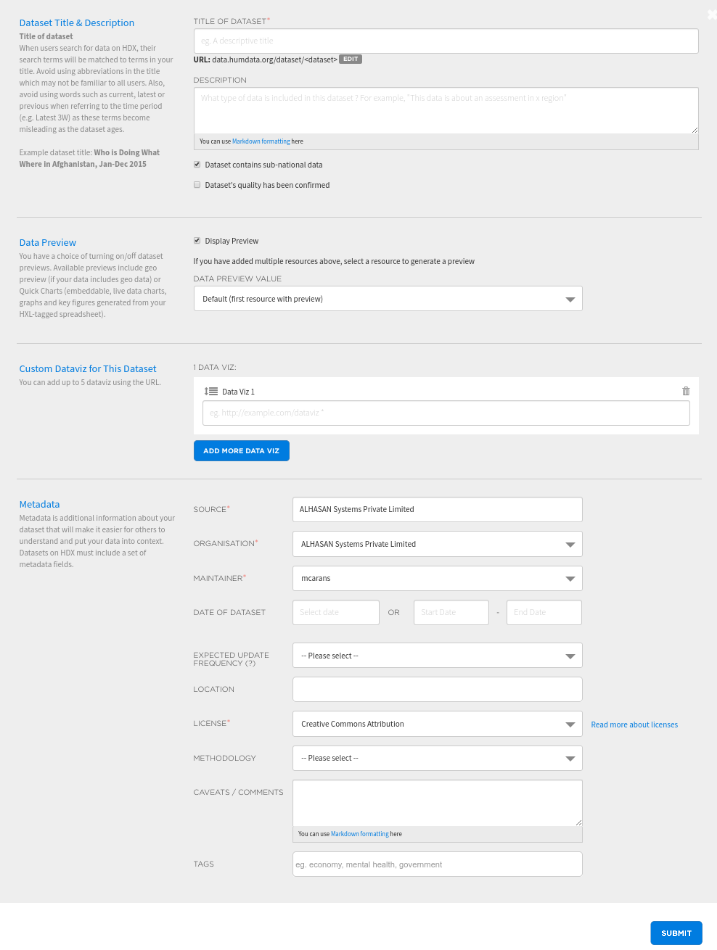 Dataset Title & Description
Title of dataset
When users search for data on HDX, their
search terms will be matched to terms in your
title. Avoid using abbreviations in the title
which may not be familiar to all users. Also,
avoid using words such as current, latest or
previous when referring to the time period
(e.g. Latest 3W) as these terms become
misleading as the dataset ages.
Example dataset title: Who is Doing What
Where in Afghanistan, Jan-Dec 2015
TITLE OF DATASET*
eg. A descriptive title
URL: data.humdata.org/dataset/<dataset> EDIT
DESCRIPTION
What type of data is included in this dataset ? For example, "This data is about an assessment in x region"
You can use Markdown formatting here
Dataset contains sub-national data
Dataset's quality has been confirmed
Data Preview
You have a choice of turning on/off dataset
previews. Available previews include geo
preview (if your data includes geo data) or
Quick Charts (embeddable, live data charts,
graphs and key figures generated from your
HXL-tagged spreadsheet).
Display Preview
If you have added multiple resources above, select a resource to generate a preview
DATA PREVIEW VALUE
Default (first resource with preview)
Custom Dataviz for This Dataset
You can add up to 5 dataviz using the URL.
1 DATA VIZ:
Data Viz 1
eg. http://example.com/dataviz *
ADD MORE DATA VIZ
Metadata
Metadata is additional information about your
dataset that will make it easier for others to
understand and put your data into context.
Datasets on HDX must include a set of
metadata fields.
SOURCE* ALHASAN Systems Private Limited
ORGANISATION* ALHASAN Systems Private Limited
MAINTAINER* mcarans
DATE OF DATASET Select date OR Start Date - End Date
EXPECTED UPDATE
FREQUENCY (?) -- Please select --
LOCATION
LICENSE* Creative Commons Attribution Read more about licenses
METHODOLOGY -- Please select --
CAVEATS / COMMENTS
You can use Markdown formatting here
TAGS eg. economy, mental health, government
SUBMIT